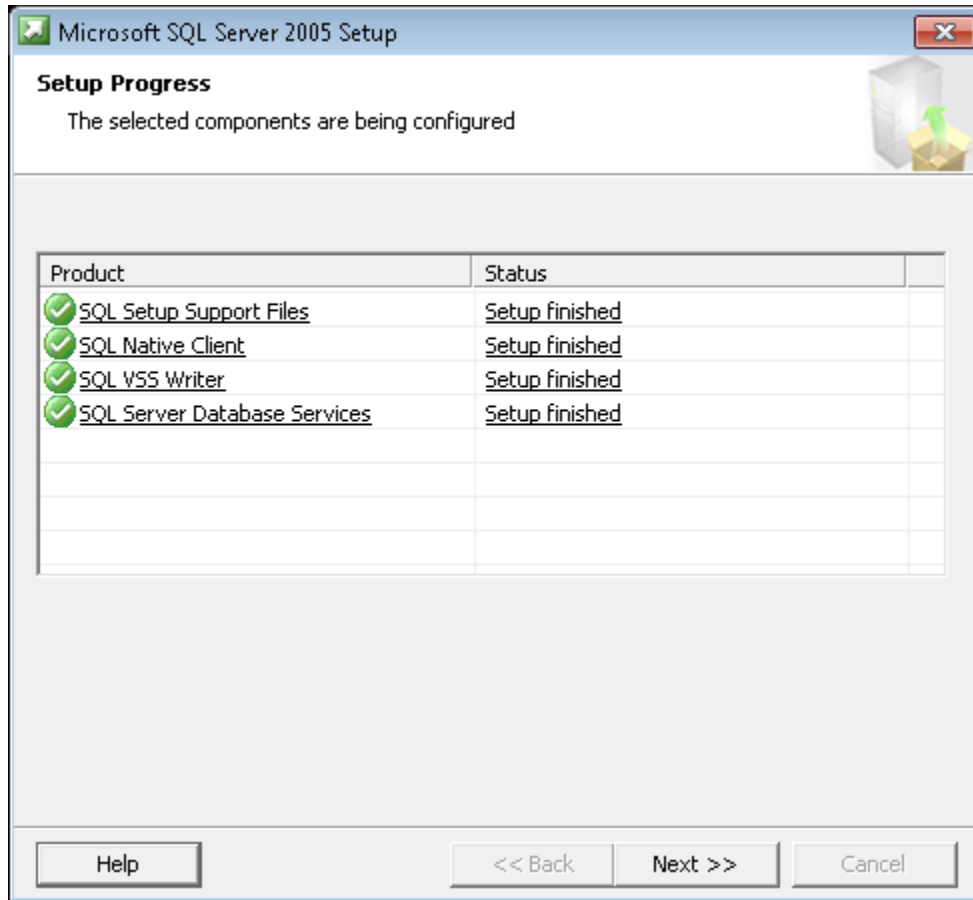 Microsoft SQL Server 2005 Setup
Setup Progress
The selected components are being configured
Product Status
SQL Setup Support Files Setup finished
SQL Native Client Setup finished
SQL VSS Writer Setup finished
SQL Server Database Services Setup finished
Help << Back Next >> Cancel